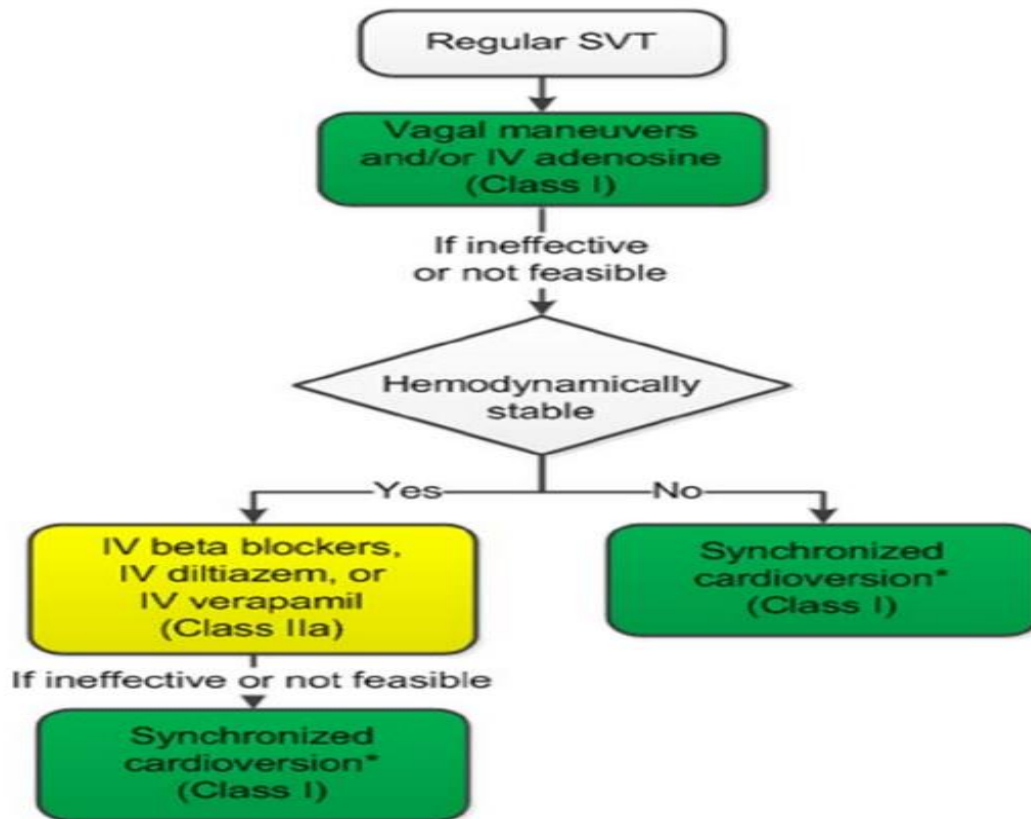 Regular SVT
Vagal maneuvers
and/or IV adenosine
(Class I)
If ineffective
or not feasible
Hemodynamically
stable
Yes
No
IV beta blockers,
IV diltiazem, or
IV verapamil
(Class IIa)
Synchronized
cardioversion*
(Class I)
If ineffective or not feasible
Synchronized
cardioversion*
(Class I)